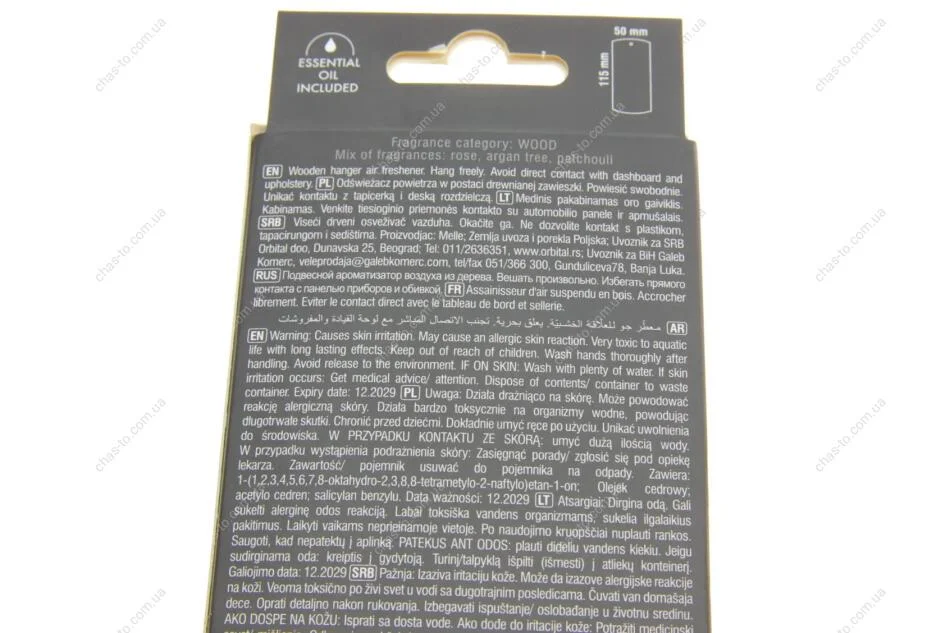 ESSENTIAL
OIL
INCLUDED
50 mm
115 mm
Fragrance category: WOOD
Mix of fragrances: rose, argan tree, patchouli
EN Wooden hanger air freshener. Hang freely. Avoid direct contact with dashboard and
upholstery. PL Odświeżacz powietrza w postaci drewnianej zawieszki. Powiesić swobodnie.
Unikać kontaktu z tapicerką i deską rozdzielczą. LT Medinis pakabinamas oro gaiviklis.
Kabinamas. Venkite tiesioginio priemonės kontakto su automobilio panele ir apmušalais.
SRB Viseći drveni osveživač vazduha. Okačite ga. Ne dozvolite kontakt s plastikom,
tapacirungom i sedištima. Proizvodjac: Melle; Zemlja uvoza i porekla Poljska; Uvoznik za SRB
Orbital doo, Dunavska 25, Beograd; Tel: 011/2636351, www.orbital.rs; Uvoznik za BiH Galeb
Komerc, veleprodaja@galebkomerc.com, tel/fax 051/366 300, Gunduliceva78, Banja Luka.
RUS Подвесной ароматизатор воздуха из дерева. Вешать произвольно. Избегать прямого
контакта с панелью приборов и обивкой. FR Assainisseur d'air suspendu en bois. Accrocher
librement. Eviter le contact direct avec le tableau de bord et sellerie.
AR معطّر جو للعلّاقة الخشبيّة. يعلق بحرية. تجنب الاتصال المباشر مع لوحة القيادة والمفروشات
EN Warning: Causes skin irritation. May cause an allergic skin reaction. Very toxic to aquatic
life with long lasting effects. Keep out of reach of children. Wash hands thoroughly after
handling. Avoid release to the environment. IF ON SKIN: Wash with plenty of water. If skin
irritation occurs: Get medical advice/ attention. Dispose of contents/ container to waste
container. Expiry date: 12.2029 PL Uwaga: Działa drażniąco na skórę. Może powodować
reakcję alergiczną skóry. Działa bardzo toksycznie na organizmy wodne, powodując
długotrwałe skutki. Chronić przed dziećmi. Dokładnie umyć ręce po użyciu. Unikać uwolnienia
do środowiska. W PRZYPADKU KONTAKTU ZE SKÓRĄ: umyć dużą ilością wody.
W przypadku wystąpienia podrażnienia skóry: Zasięgnąć porady/ zgłosić się pod opiekę
lekarza. Zawartość/ pojemnik usuwać do pojemnika na odpady. Zawiera:
1-(1,2,3,4,5,6,7,8-oktahydro-2,3,8,8-tetrametylo-2-naftylo)etan-1-on; Olejek cedrowy;
acetylo cedren; salicylan benzylu. Data ważności: 12.2029 LT Atsargiai: Dirgina odą. Gali
sukelti alerginę odos reakciją. Labai toksiška vandens organizmams, sukelia ilgalaikius
pakitimus. Laikyti vaikams neprieinamoje vietoje. Po naudojimo kruopščiai nuplauti rankos.
Saugoti, kad nepatektų į aplinką. PATEKUS ANT ODOS: plauti dideliu vandens kiekiu. Jeigu
sudirginama oda: kreiptis į gydytoją. Turinį/talpyklą išpilti (išmesti) į atliekų konteinerį.
Galiojimo data: 12.2029 SRB Pažnja: Izaziva iritaciju kože. Može da izazove alergijske reakcije
na koži. Veoma toksično po živi svet u vodi sa dugotrajnim posledicama. Čuvati van domašaja
dece. Oprati detaljno nakon rukovanja. Izbegavati ispuštanje/ oslobađanje u životnu sredinu.
AKO DOSPE NA KOŽU: Isprati sa dosta vode. Ako dođe do iritacije kože: Potražiti medicinski